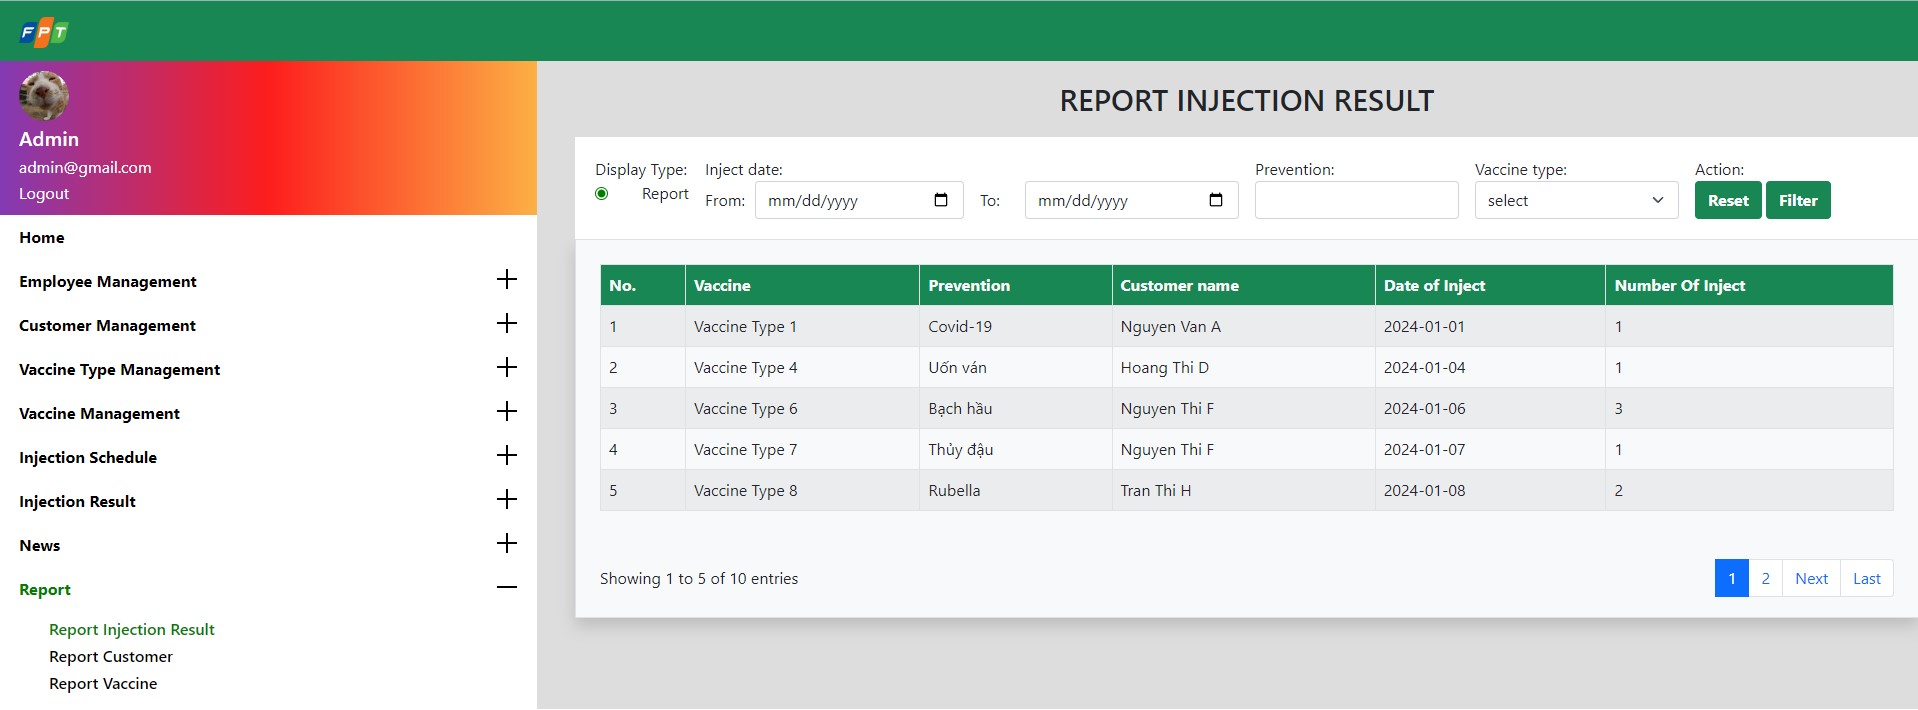 FPT
Admin
admin@gmail.com
Logout
Home
Employee Management
Customer Management
Vaccine Type Management
Vaccine Management
Injection Schedule
Injection Result
News
Report
Report Injection Result
Report Customer
Report Vaccine
REPORT INJECTION RESULT
Display Type: Inject date: Prevention: Vaccine type: Action:
Report From: mm/dd/yyyy To: mm/dd/yyyy select Reset Filter
No. Vaccine Prevention Customer name Date of Inject Number Of Inject
1 Vaccine Type 1 Covid-19 Nguyen Van A 2024-01-01 1
2 Vaccine Type 4 Uốn ván Hoang Thi D 2024-01-04 1
3 Vaccine Type 6 Bạch hầu Nguyen Thi F 2024-01-06 3
4 Vaccine Type 7 Thủy đậu Nguyen Thi F 2024-01-07 1
5 Vaccine Type 8 Rubella Tran Thi H 2024-01-08 2
Showing 1 to 5 of 10 entries 1 2 Next Last